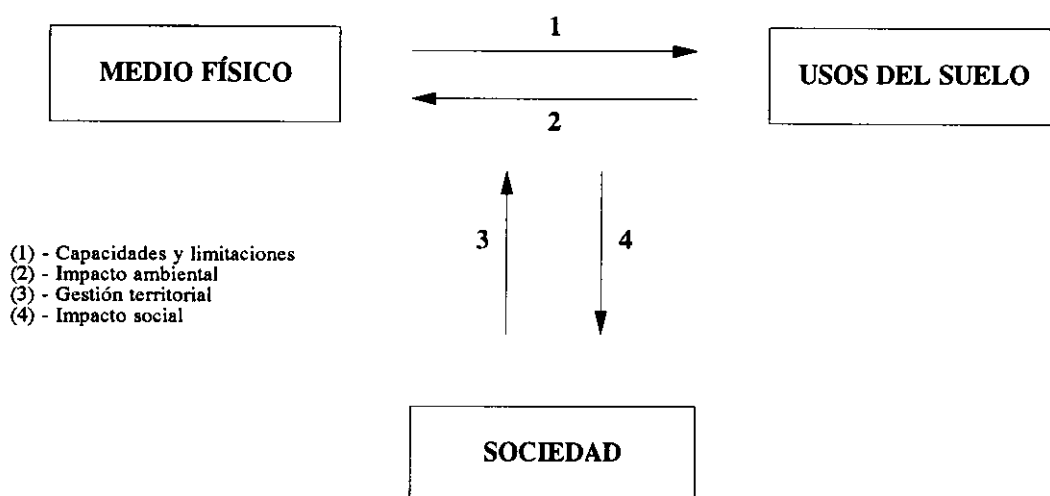 1
MEDIO FÍSICO
USOS DEL SUELO
2
3
4
(1) - Capacidades y limitaciones
(2) - Impacto ambiental
(3) - Gestión territorial
(4) - Impacto social
SOCIEDAD